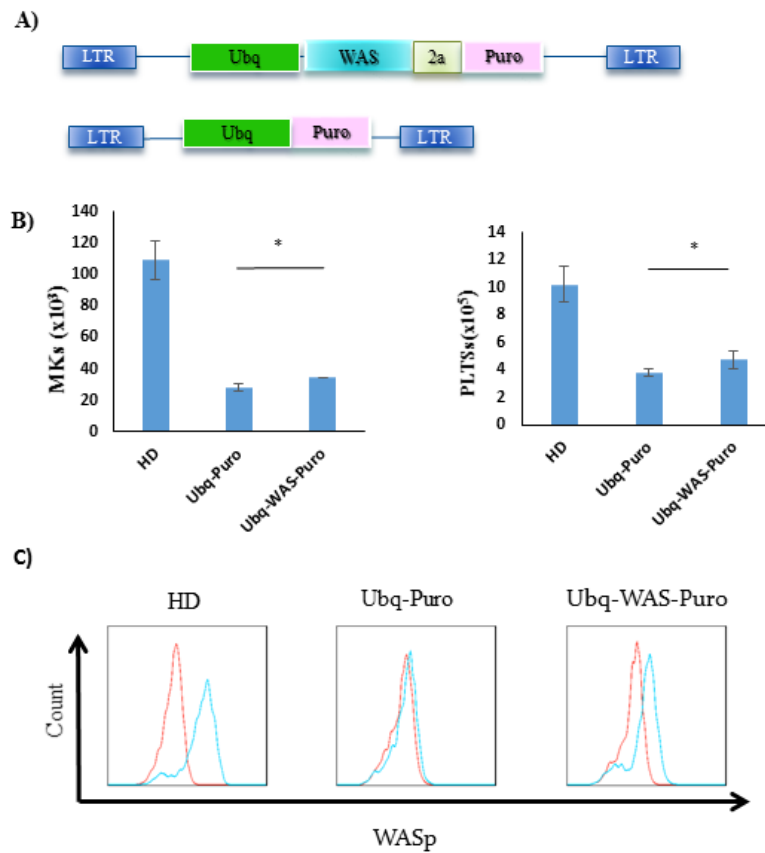 A)
LTR Ubq WAS 2a Puro LTR
LTR Ubq Puro LTR
B)
MKs (x10³)
140
120
100
80
60
40
20
0
*
HD
Ubq-Puro
Ubq-WAS-Puro
PLTSs(x10⁵)
14
12
10
8
6
4
2
0
*
HD
Ubq-Puro
Ubq-WAS-Puro
C)
HD Ubq-Puro Ubq-WAS-Puro
Count
WASp